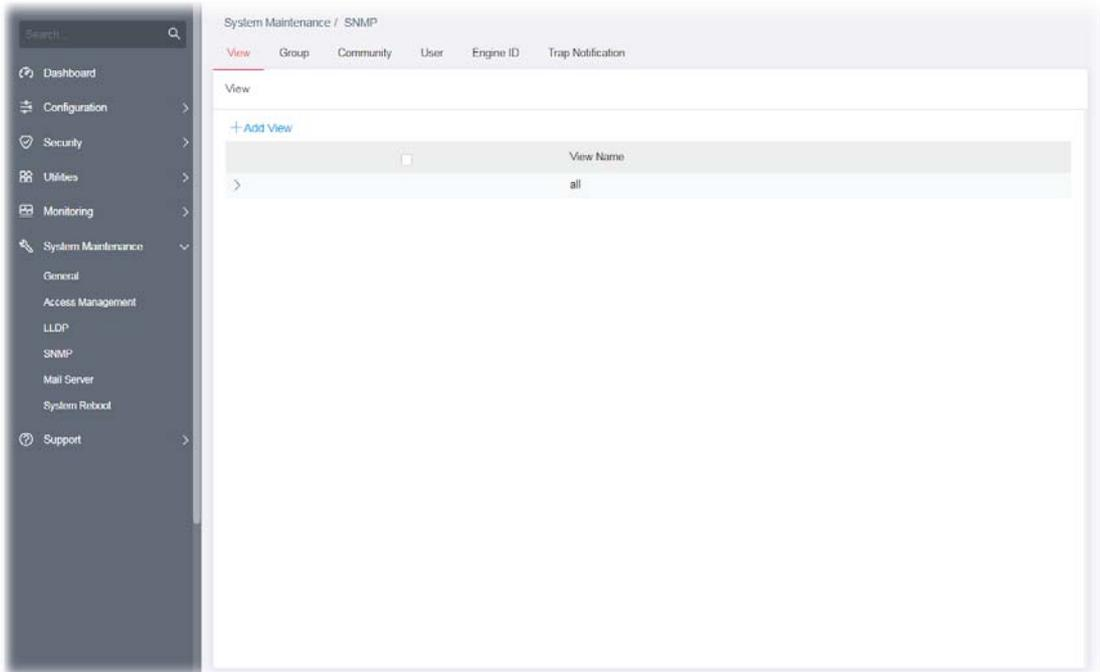 Search...
Dashboard
Configuration
Security
Utilities
Monitoring
System Maintenance
General
Access Management
LLDP
SNMP
Mail Server
System Reboot
Support
System Maintenance / SNMP
View Group Community User Engine ID Trap Notification
View
+Add View
View Name
all